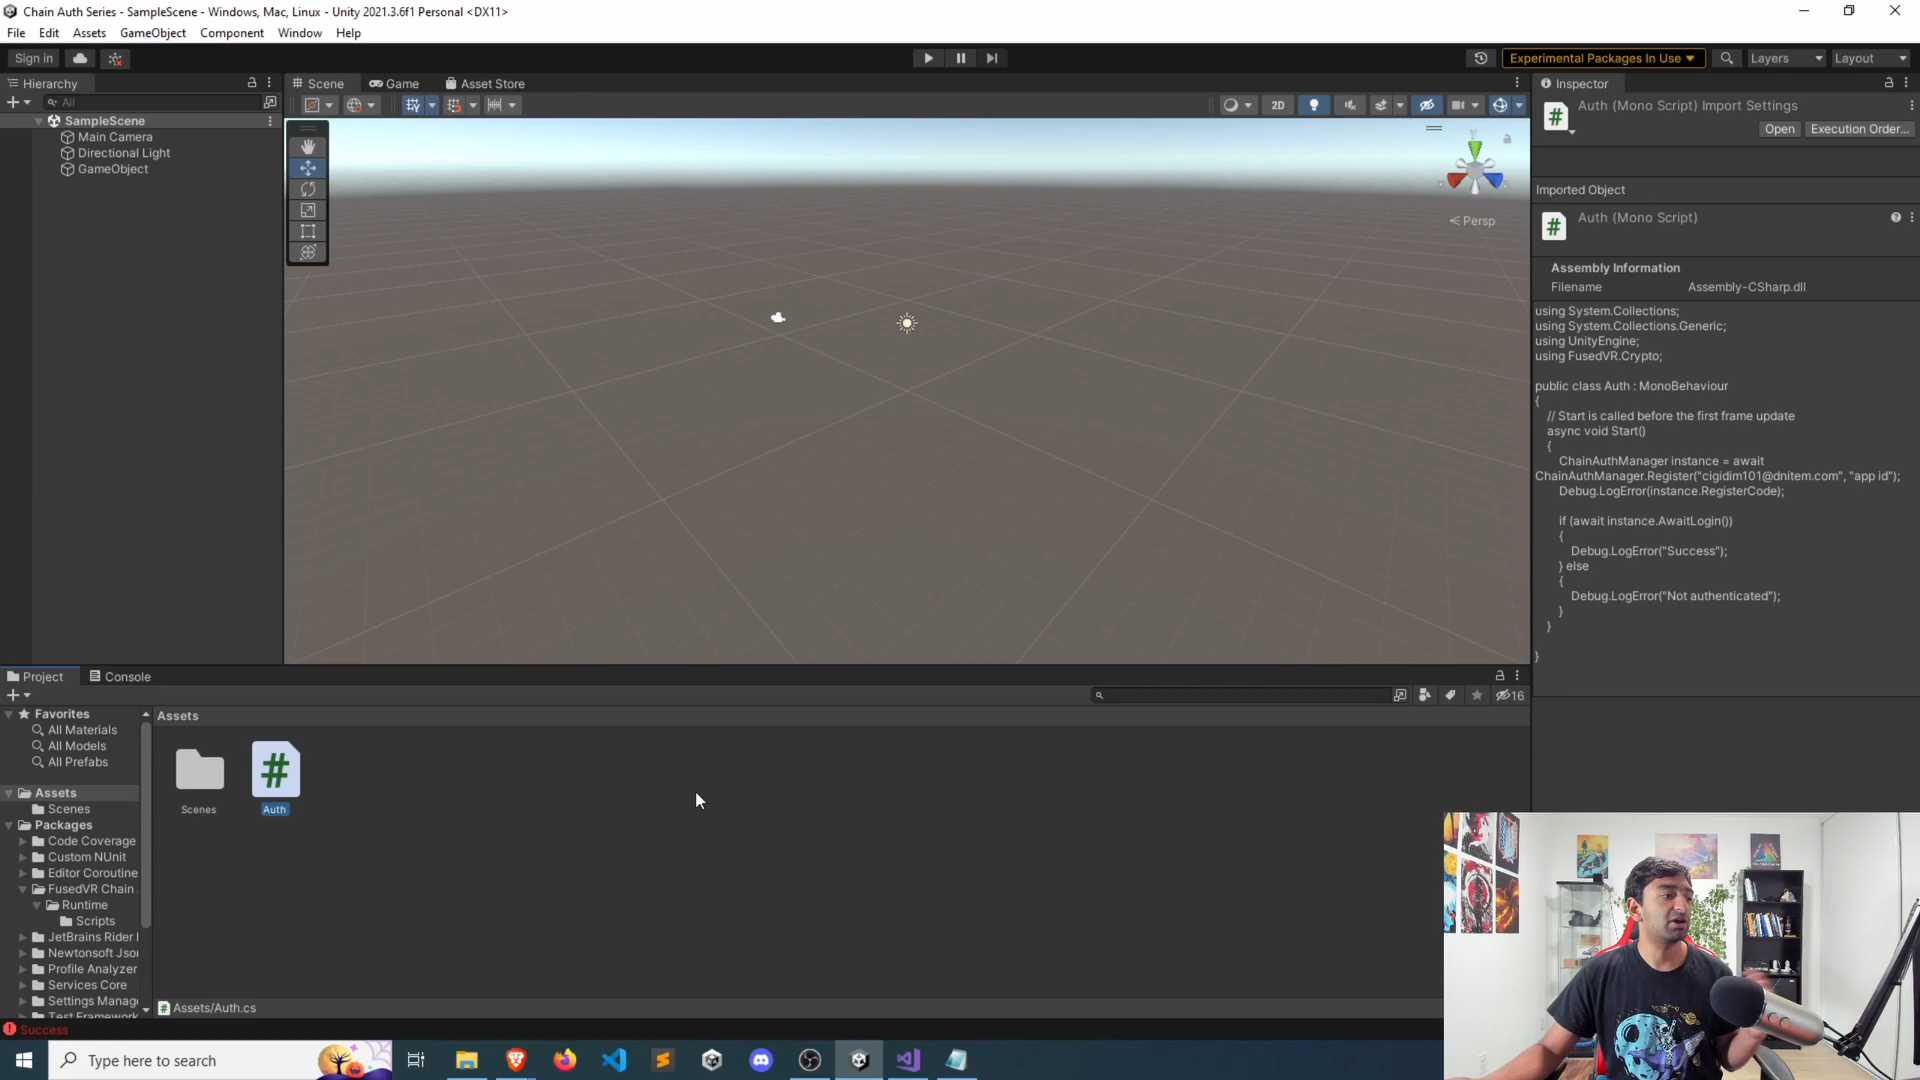 Chain Auth Series - SampleScene - Windows, Mac, Linux - Unity 2021.3.6f1 Personal <DX11>
File Edit Assets GameObject Component Window Help
Sign in
Experimental Packages In Use
Layers
Layout
Hierarchy
All
SampleScene
Main Camera
Directional Light
GameObject
Scene
Game
Asset Store
2D
Persp
Inspector
Auth (Mono Script) Import Settings
Open
Execution Order...
Imported Object
Auth (Mono Script)
Assembly Information
Filename Assembly-CSharp.dll
using System.Collections;
using System.Collections.Generic;
using UnityEngine;
using FusedVR.Crypto;
public class Auth : MonoBehaviour
{
// Start is called before the first frame update
async void Start()
{
ChainAuthManager instance = await
ChainAuthManager.Register("cigidim101@dnitem.com", "app id");
Debug.LogError(instance.RegisterCode);
if (await instance.AwaitLogin())
{
Debug.LogError("Success");
} else
{
Debug.LogError("Not authenticated");
}
}
}
Project
Console
16
Favorites
All Materials
All Models
All Prefabs
Assets
Scenes
Packages
Code Coverage
Custom NUnit
Editor Coroutine
FusedVR Chain
Runtime
Scripts
JetBrains Rider
Newtonsoft Jso
Profile Analyzer
Services Core
Settings Manag
Test Framework
Assets
Scenes
Auth
Assets/Auth.cs
Success
Type here to search